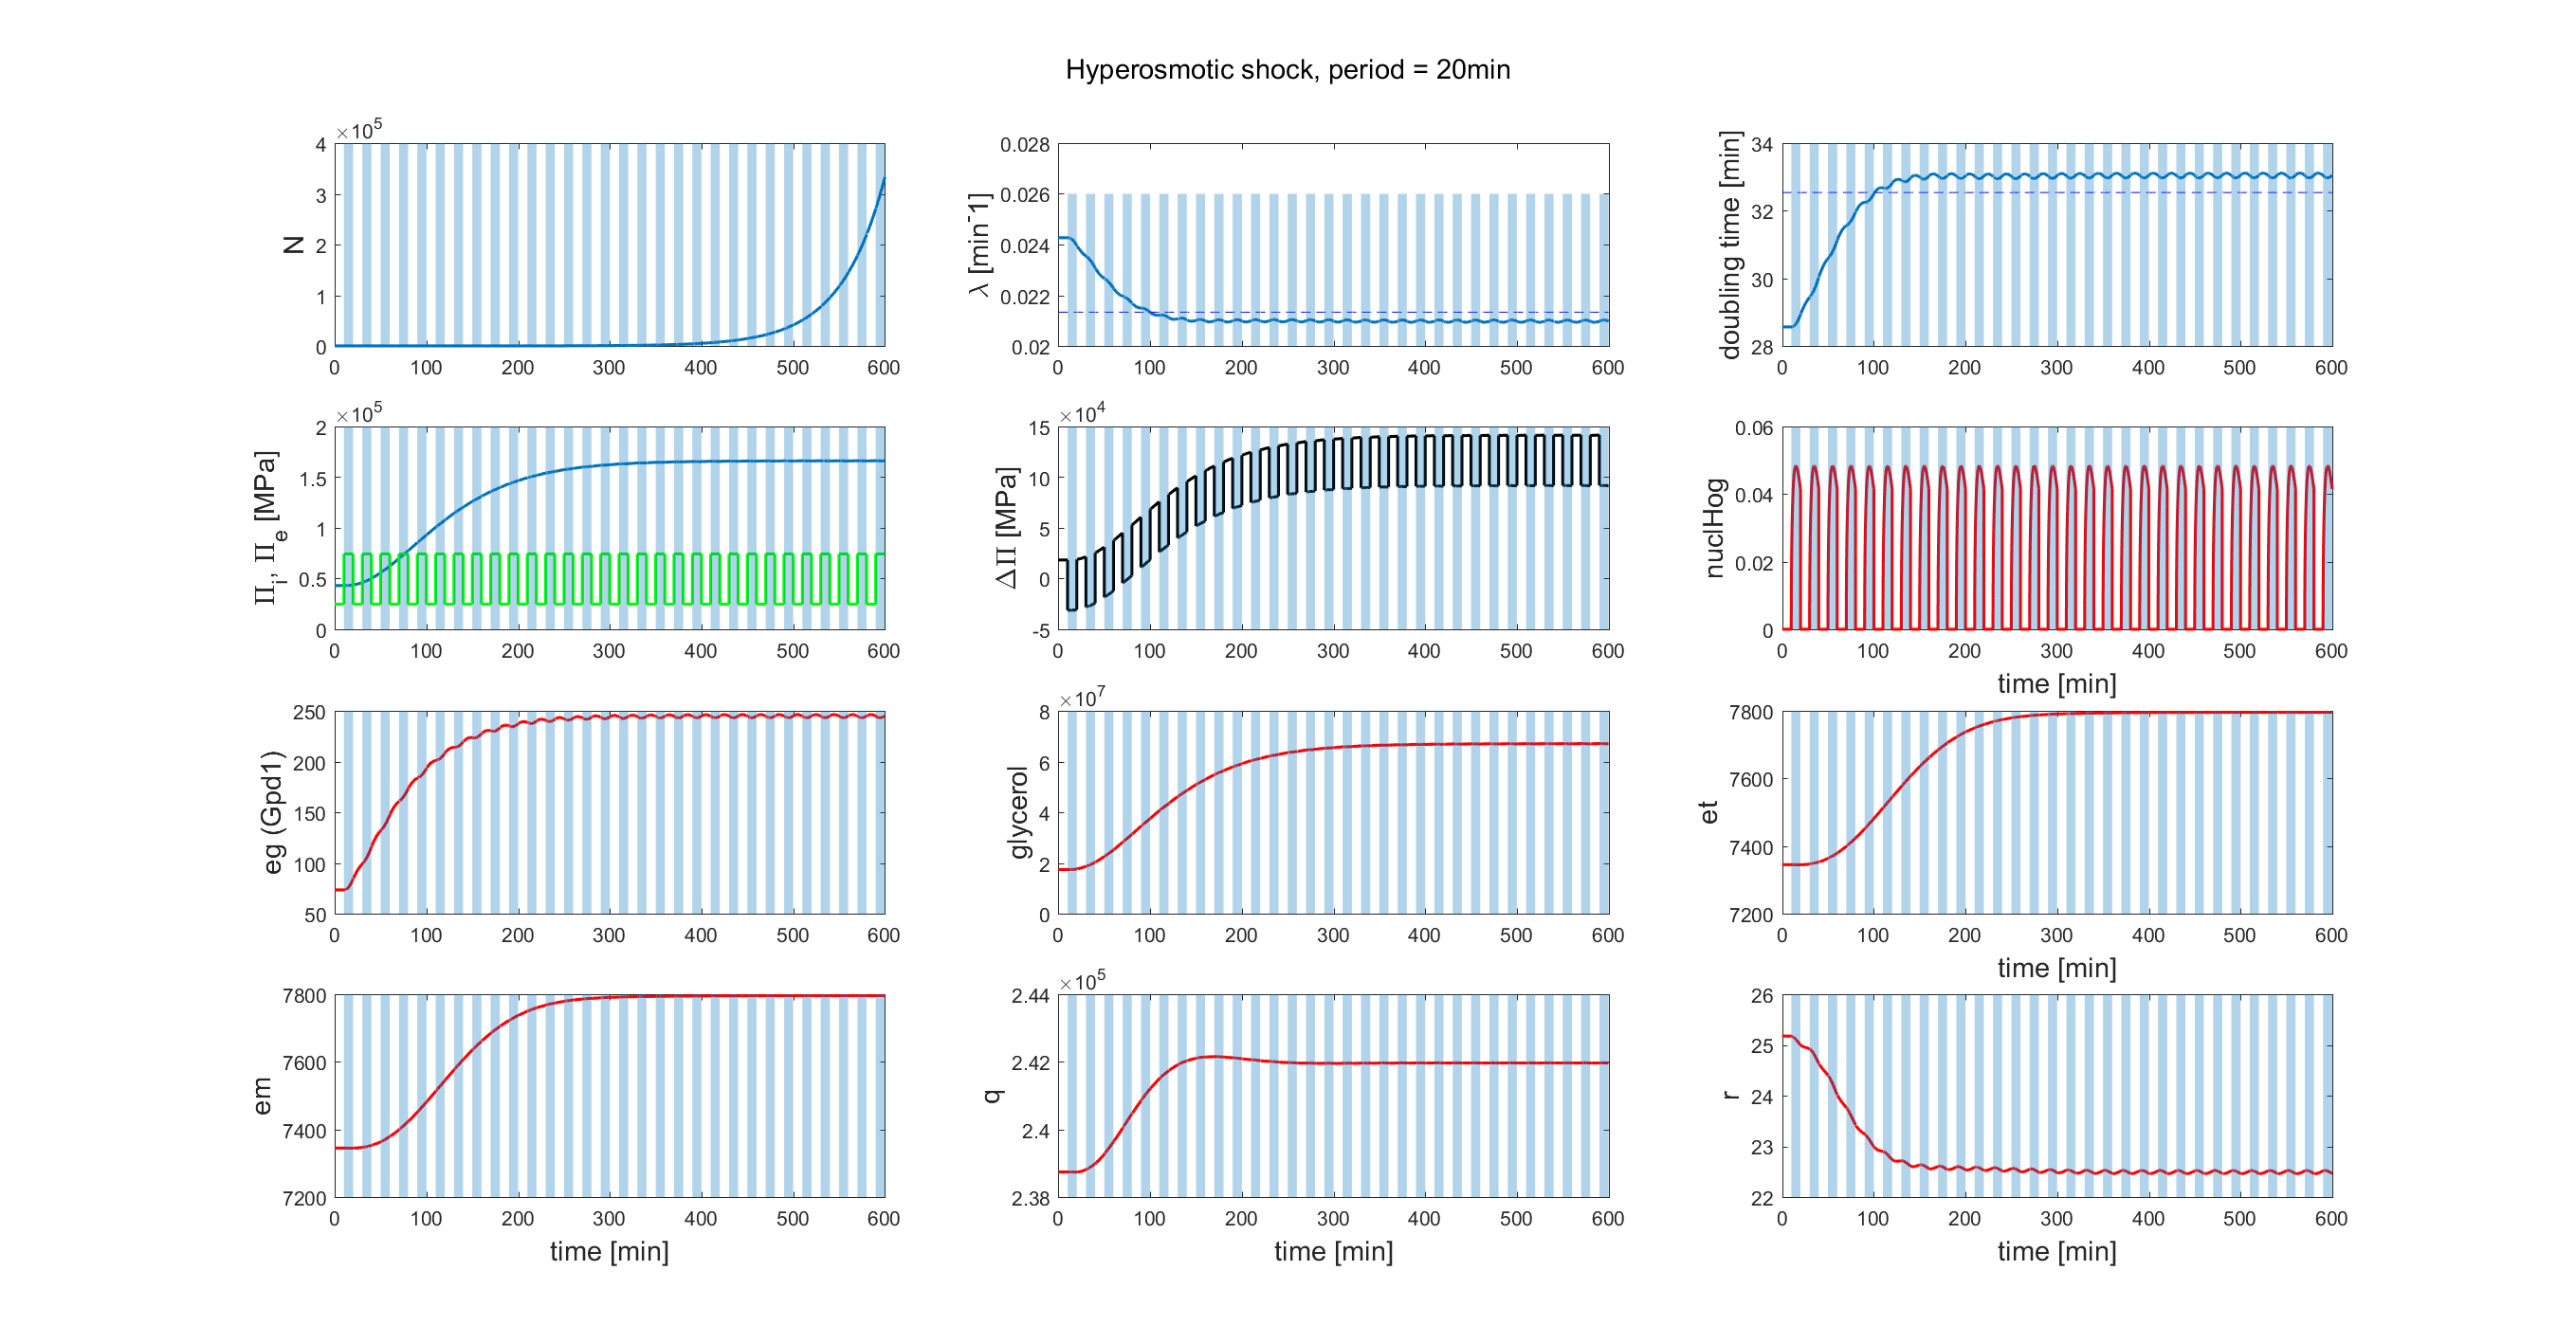 Hyperosmotic shock, period = 20min
×10^5
4
3
2
1
0
N
0 100 200 300 400 500 600
0.028
0.026
0.024
0.022
0.02
λ [min^-1]
0 100 200 300 400 500 600
34
32
30
28
doubling time [min]
0 100 200 300 400 500 600
×10^5
2
1.5
1
0.5
0
Π_i, Π_e [MPa]
0 100 200 300 400 500 600
×10^4
15
10
5
0
-5
ΔΠ [MPa]
0 100 200 300 400 500 600
0.06
0.04
0.02
0
nuclHog
0 100 200 300 400 500 600
time [min]
250
200
150
100
50
eg (Gpd1)
0 100 200 300 400 500 600
×10^7
8
6
4
2
0
glycerol
0 100 200 300 400 500 600
7800
7600
7400
7200
et
0 100 200 300 400 500 600
time [min]
7800
7600
7400
7200
em
0 100 200 300 400 500 600
time [min]
×10^5
2.44
2.42
2.4
2.38
q
0 100 200 300 400 500 600
time [min]
26
25
24
23
22
r
0 100 200 300 400 500 600
time [min]